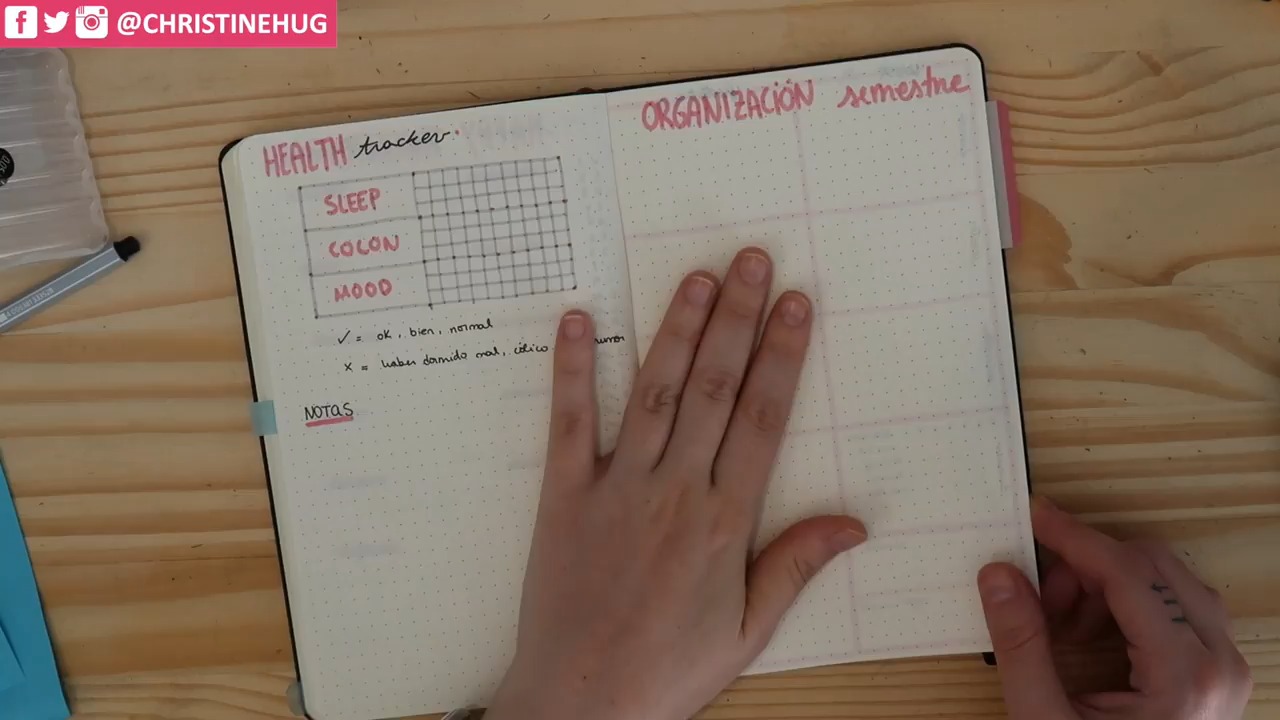 @CHRISTINEHUG
HEALTH tracker.
SLEEP
COLON
MOOD
✓ = ok, bien, normal
x = haber dormido mal, cólico
NOTAS
ORGANIZACIÓN semestre